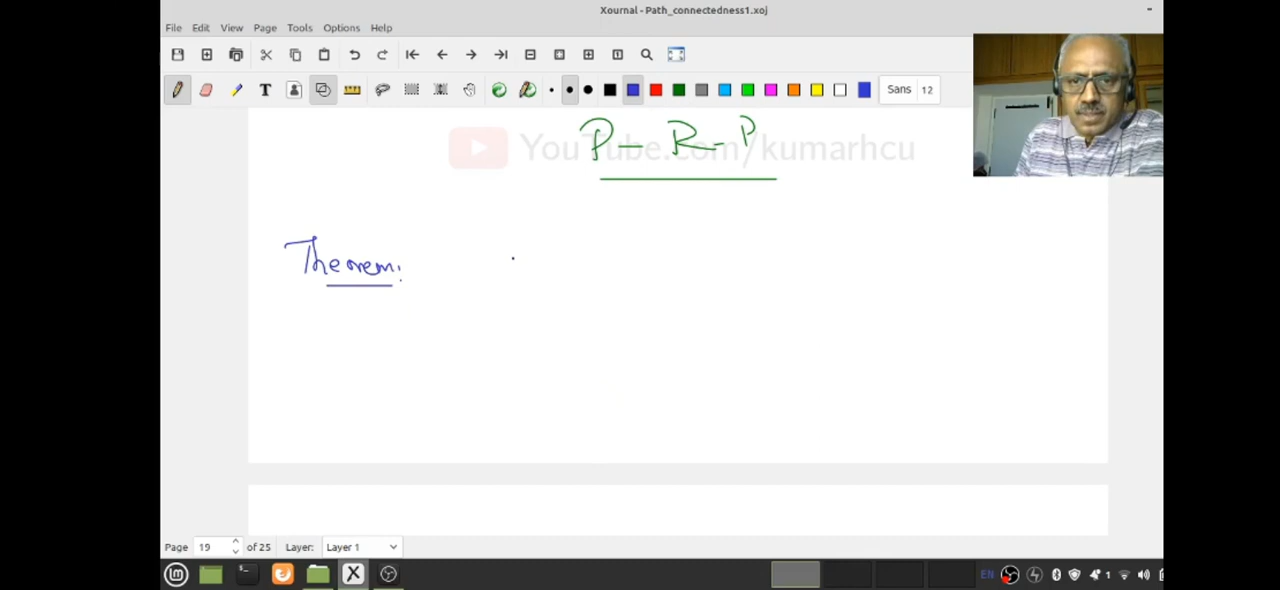 Xournal - Path_connectedness1.xoj
File Edit View Page Tools Options Help
Sans 12
P - R - P
YouTube.com/kumarhcu
Theorem:
Page 19 of 25 Layer: Layer 1
EN 1